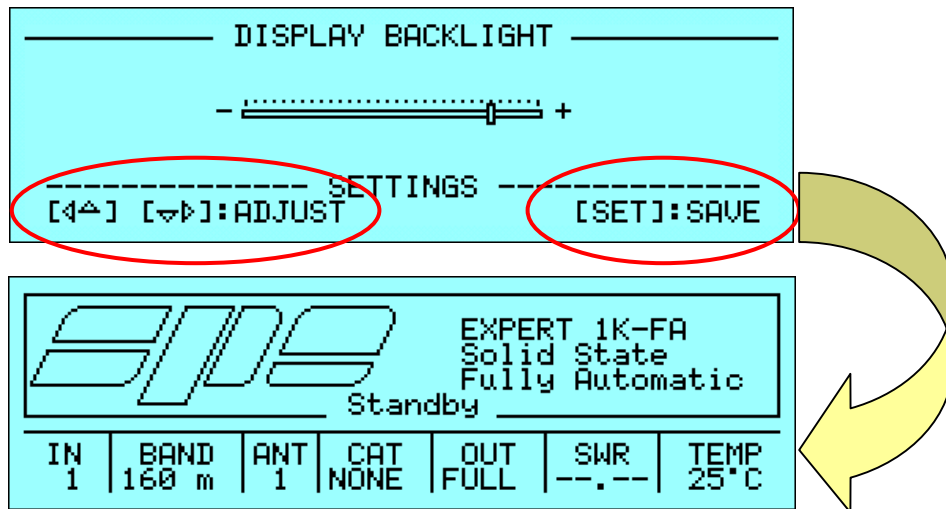 DISPLAY BACKLIGHT
- +
SETTINGS
[◁△] [▽▷]:ADJUST [SET]:SAVE
spe
EXPERT 1K-FA
Solid State
Fully Automatic
Standby
IN BAND ANT CAT OUT SWR TEMP
1 160 m 1 NONE FULL --.-- 25°C